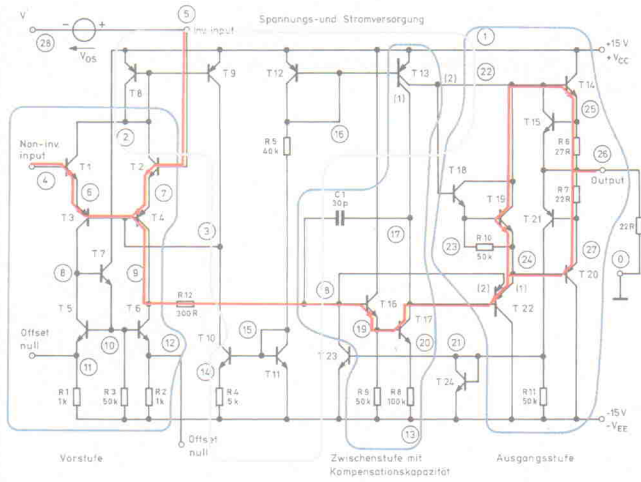 Spannungs-und Stromversorgung
V
28
V_DS
5
Inv. input
1
+15V
+V_CC
T8
T9
T12
T13
(2)
(1)
22
T14
2
16
T15
25
Non-inv. input
4
T1
T2
R5
40k
T18
R6
27R
26
Output
6
7
T3
T4
C1
30p
17
T19
R7
22R
T21
22R
3
23
R10
50k
24
27
0
8
9
T7
R12
300R
8
T16
(2)
(1)
T22
T20
T5
T6
10
12
T10
15
19
T17
20
21
Offset null
11
14
T11
T23
T24
R1
1k
R3
50k
R2
1k
R4
5k
R9
50k
R8
100k
R11
50k
13
-15V
-V_EE
Offset null
Vorstufe
Zwischenstufe mit
Kompensationskapazität
Ausgangsstufe